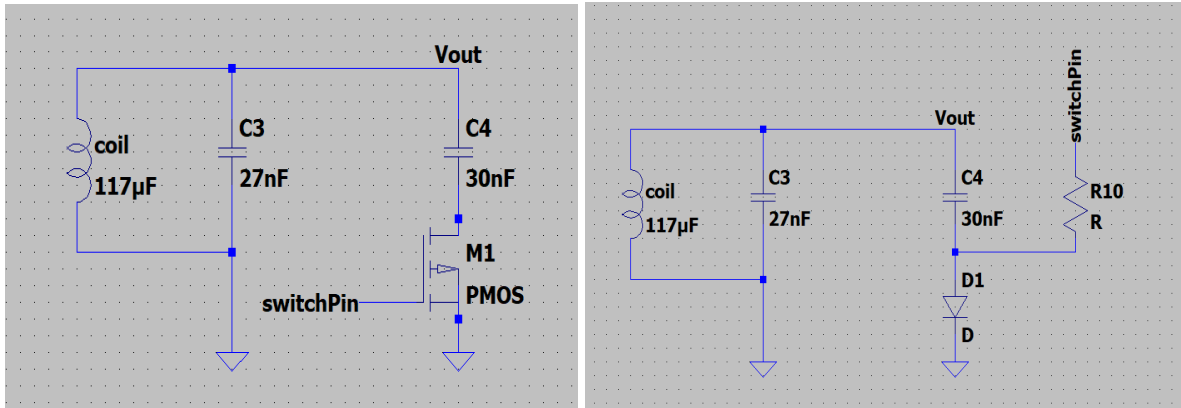 Vout
coil
117µF
C3
27nF
C4
30nF
M1
PMOS
switchPin
switchPin
Vout
coil
117µF
C3
27nF
C4
30nF
R10
R
D1
D